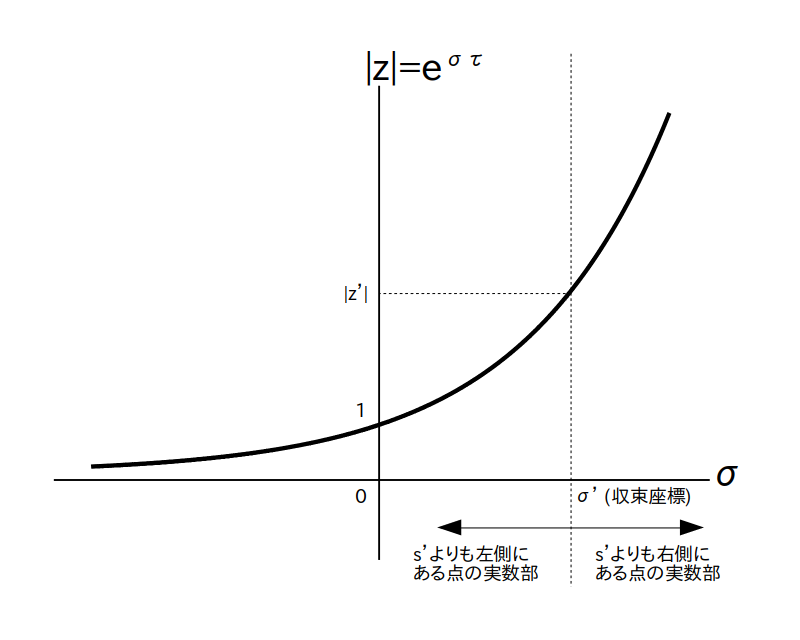 |z|=e^σ τ
|z’|
1
σ
0
σ’ (収束座標)
s’よりも左側に
ある点の実数部
s’よりも右側に
ある点の実数部